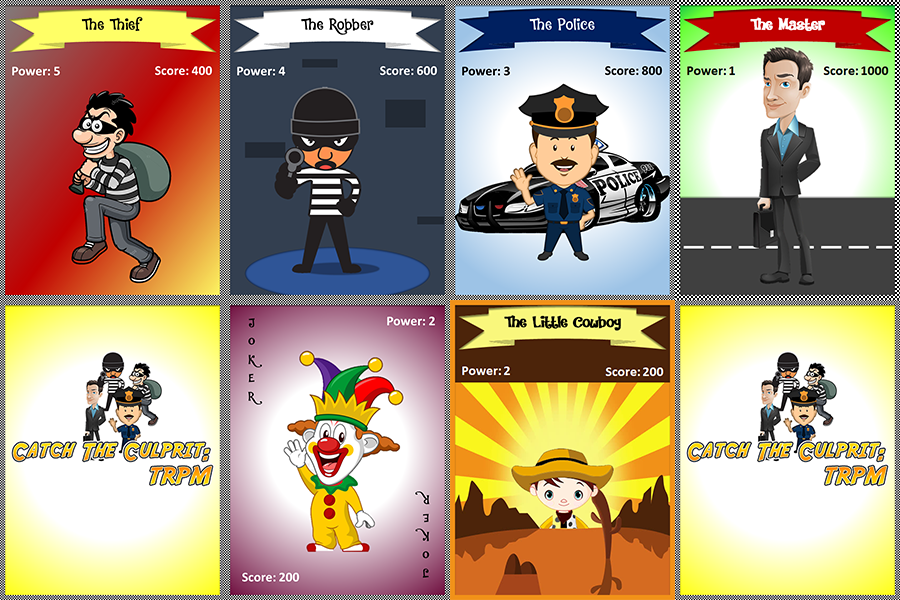 The Thief
Power: 5
Score: 400
The Robber
Power: 4
Score: 600
The Police
Power: 3
Score: 800
POLICE
The Master
Power: 1
Score: 1000
Catch The Culprit:
TRPM
JOKER
Power: 2
JOKER
Score: 200
The Little Cowboy
Power: 2
Score: 200
Catch The Culprit:
TRPM